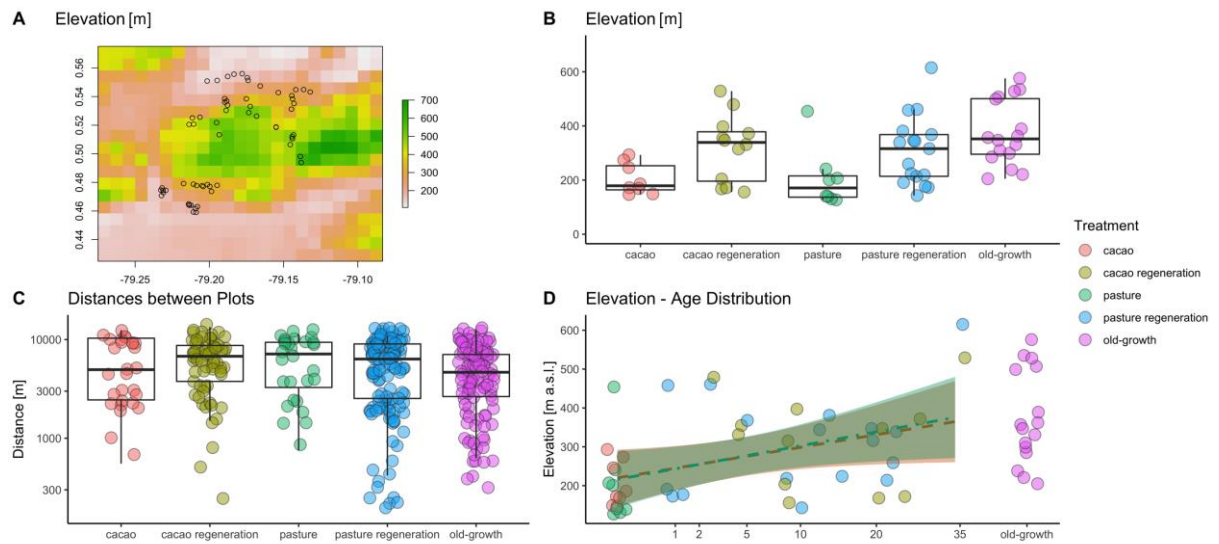 A Elevation [m]
0.56
0.54
0.52
0.50
0.48
0.46
0.44
700
600
500
400
300
200
-79.25 -79.20 -79.15 -79.10
B Elevation [m]
600
400
200
0
cacao cacao regeneration pasture pasture regeneration old-growth
Treatment
cacao
cacao regeneration
pasture
pasture regeneration
old-growth
C Distances between Plots
Distance [m]
10000
3000
1000
300
cacao cacao regeneration pasture pasture regeneration old-growth
D Elevation - Age Distribution
Elevation [m a.s.l.]
600
500
400
300
200
1 2 5 10 20 35 old-growth